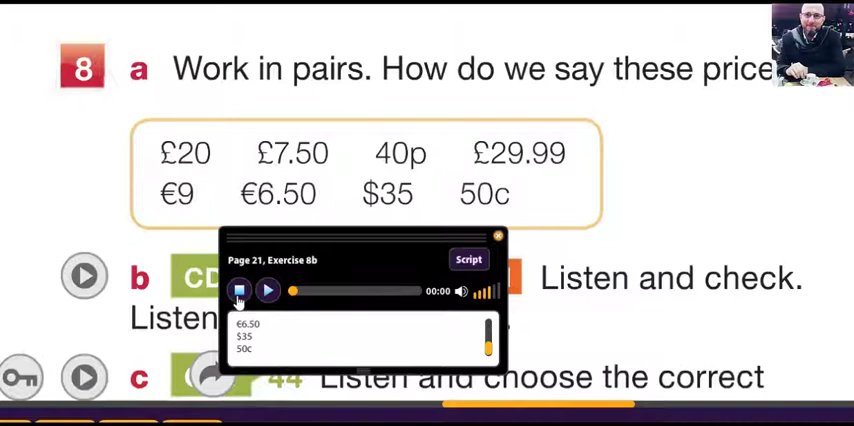 8 a Work in pairs. How do we say these price
£20 £7.50 40p £29.99
€9 €6.50 $35 50c
Page 21, Exercise 8b Script
b CD Listen and check.
00:00
Listen
€6.50
$35
50c
c 44 Listen and choose the correct